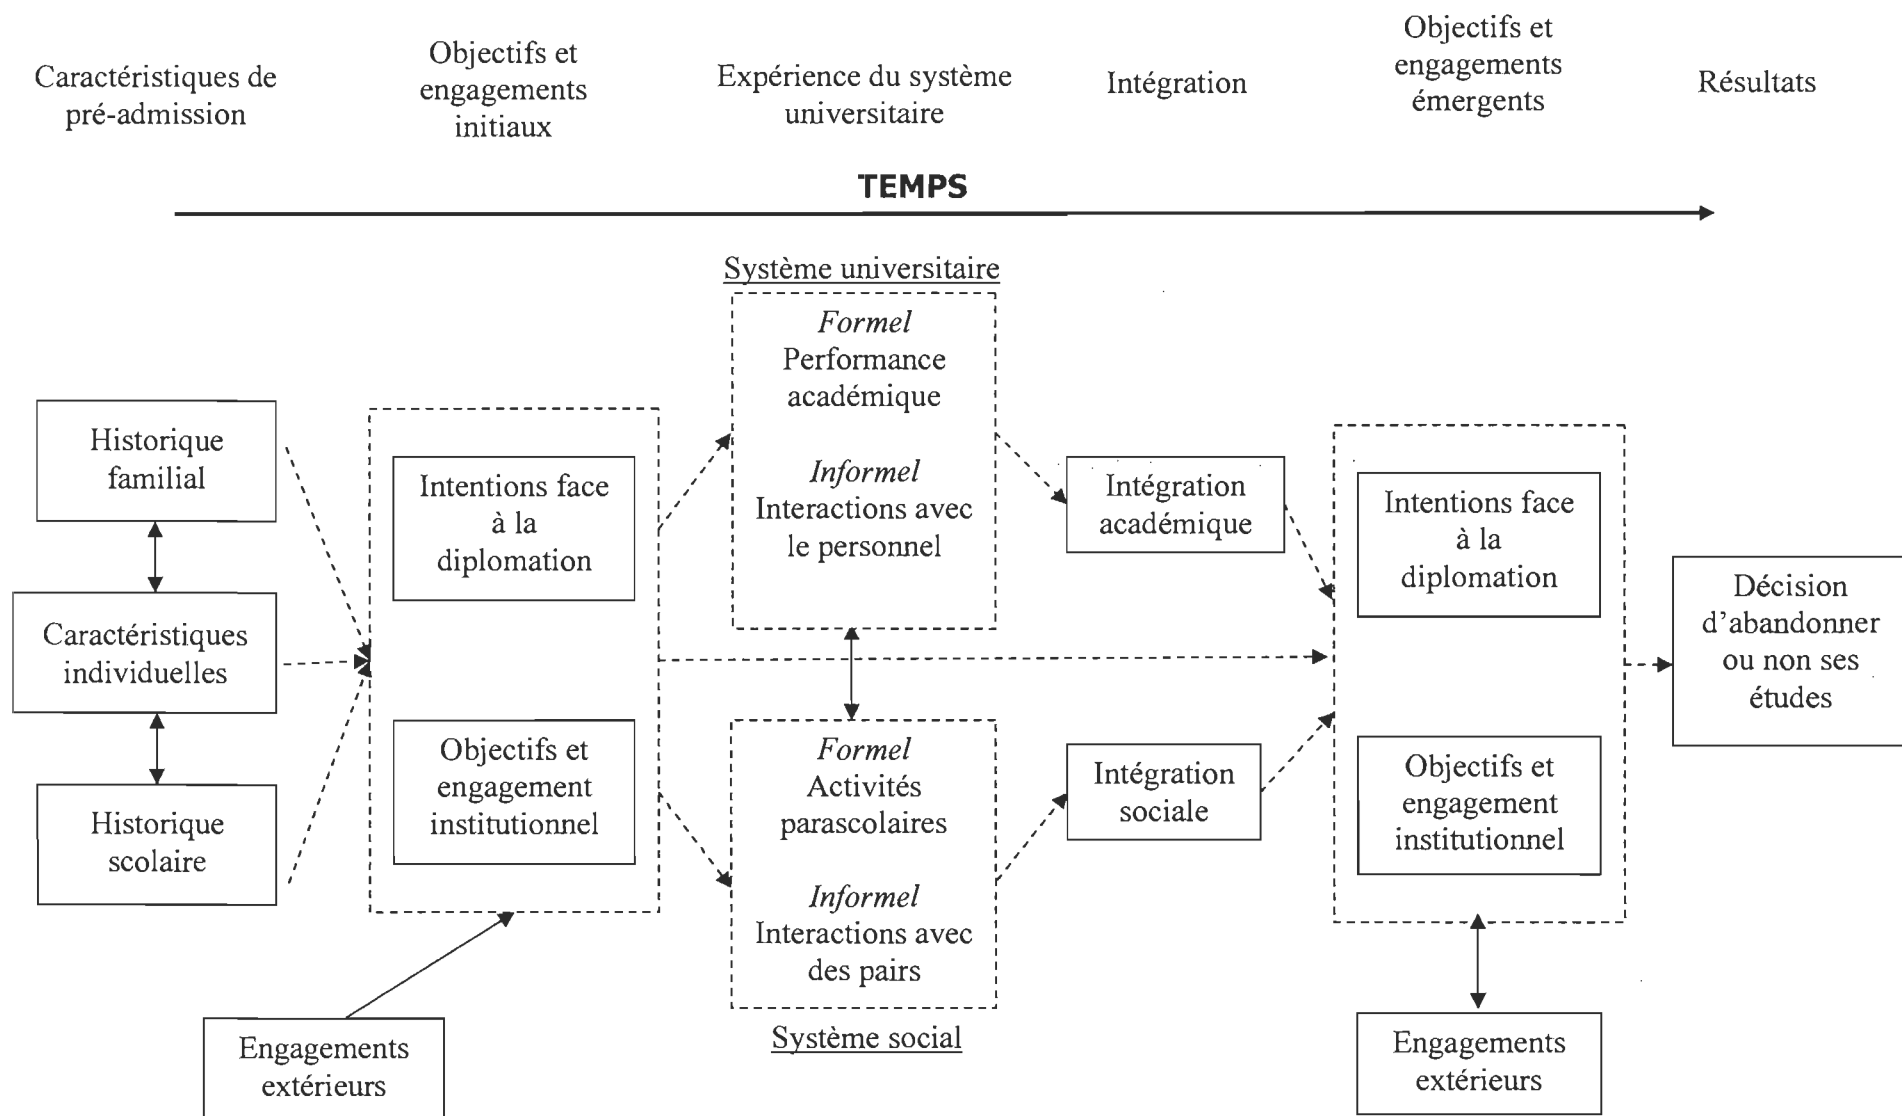 Caractéristiques de
pré-admission
Objectifs et
engagements
initiaux
Expérience du système
universitaire
Intégration
Objectifs et
engagements
émergents
Résultats
TEMPS
Historique
familial
Caractéristiques
individuelles
Historique
scolaire
Intentions face
à la
diplomation
Objectifs et
engagement
institutionnel
Engagements
extérieurs
Système universitaire
Formel
Performance
académique
Informel
Interactions avec
le personnel
Formel
Activités
parascolaires
Informel
Interactions avec
des pairs
Système social
Intégration
académique
Intégration
sociale
Intentions face
à la
diplomation
Objectifs et
engagement
institutionnel
Engagements
extérieurs
Décision
d'abandonner
ou non ses
études